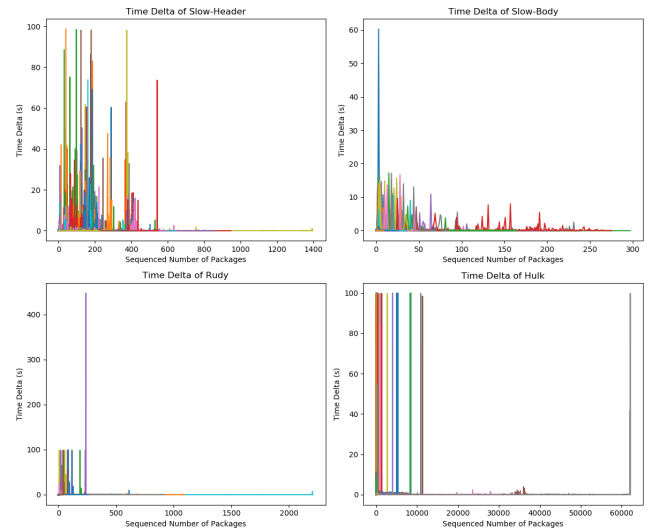 Time Delta of Slow-Header
Time Delta (s)
100
80
60
40
20
0
0 200 400 600 800 1000 1200 1400
Sequenced Number of Packages
Time Delta of Slow-Body
Time Delta (s)
60
50
40
30
20
10
0
0 50 100 150 200 250 300
Sequenced Number of Packages
Time Delta of Rudy
Time Delta (s)
400
300
200
100
0
0 500 1000 1500 2000
Sequenced Number of Packages
Time Delta of Hulk
Time Delta (s)
100
80
60
40
20
0
0 10000 20000 30000 40000 50000 60000
Sequenced Number of Packages